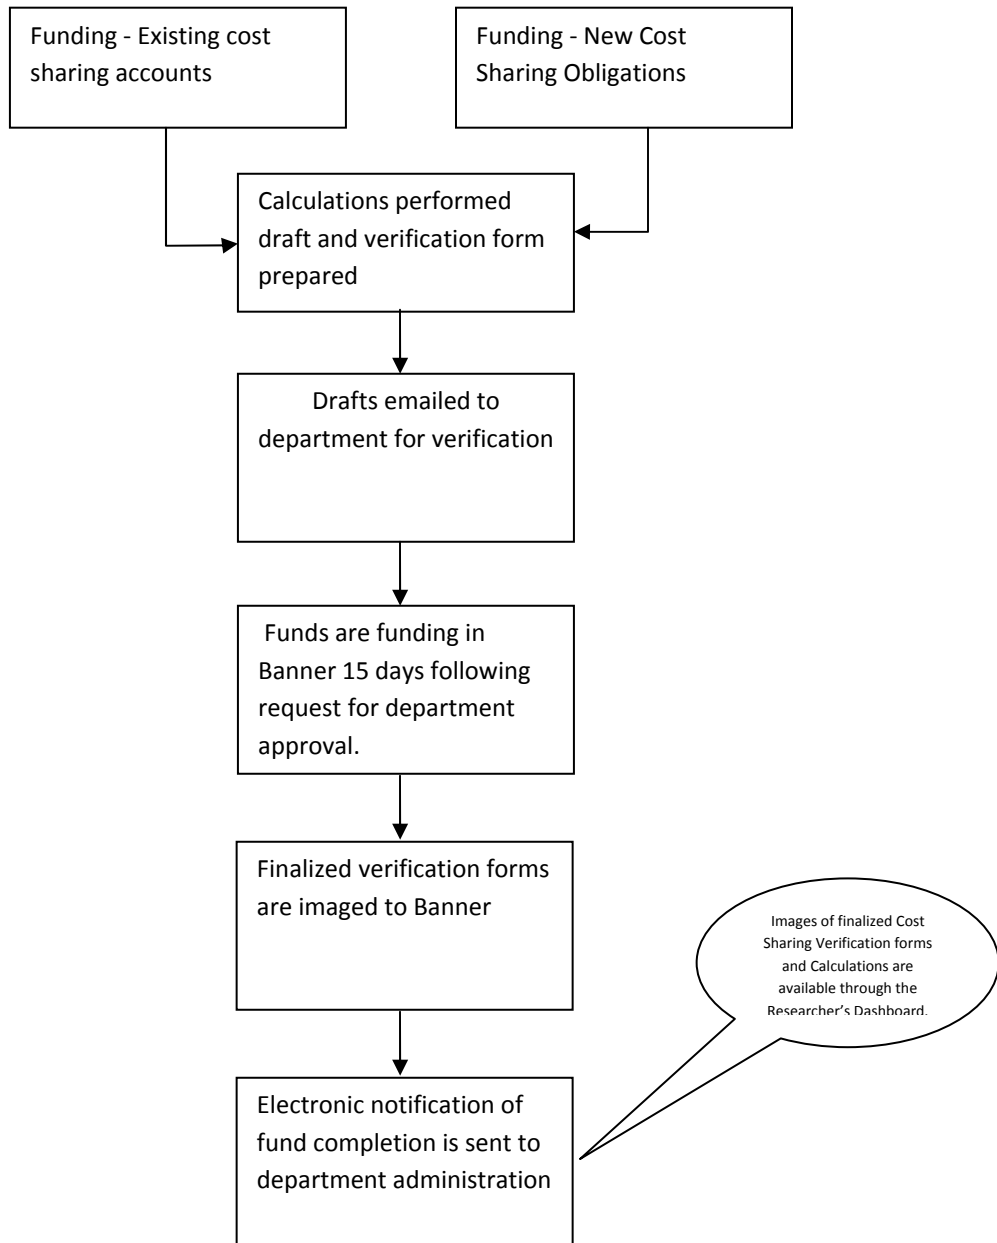 Funding - Existing cost
sharing accounts
Funding - New Cost
Sharing Obligations
Calculations performed
draft and verification form
prepared
Drafts emailed to
department for verification
Funds are funding in
Banner 15 days following
request for department
approval.
Finalized verification forms
are imaged to Banner
Images of finalized Cost
Sharing Verification forms
and Calculations are
available through the
Researcher’s Dashboard.
Electronic notification of
fund completion is sent to
department administration